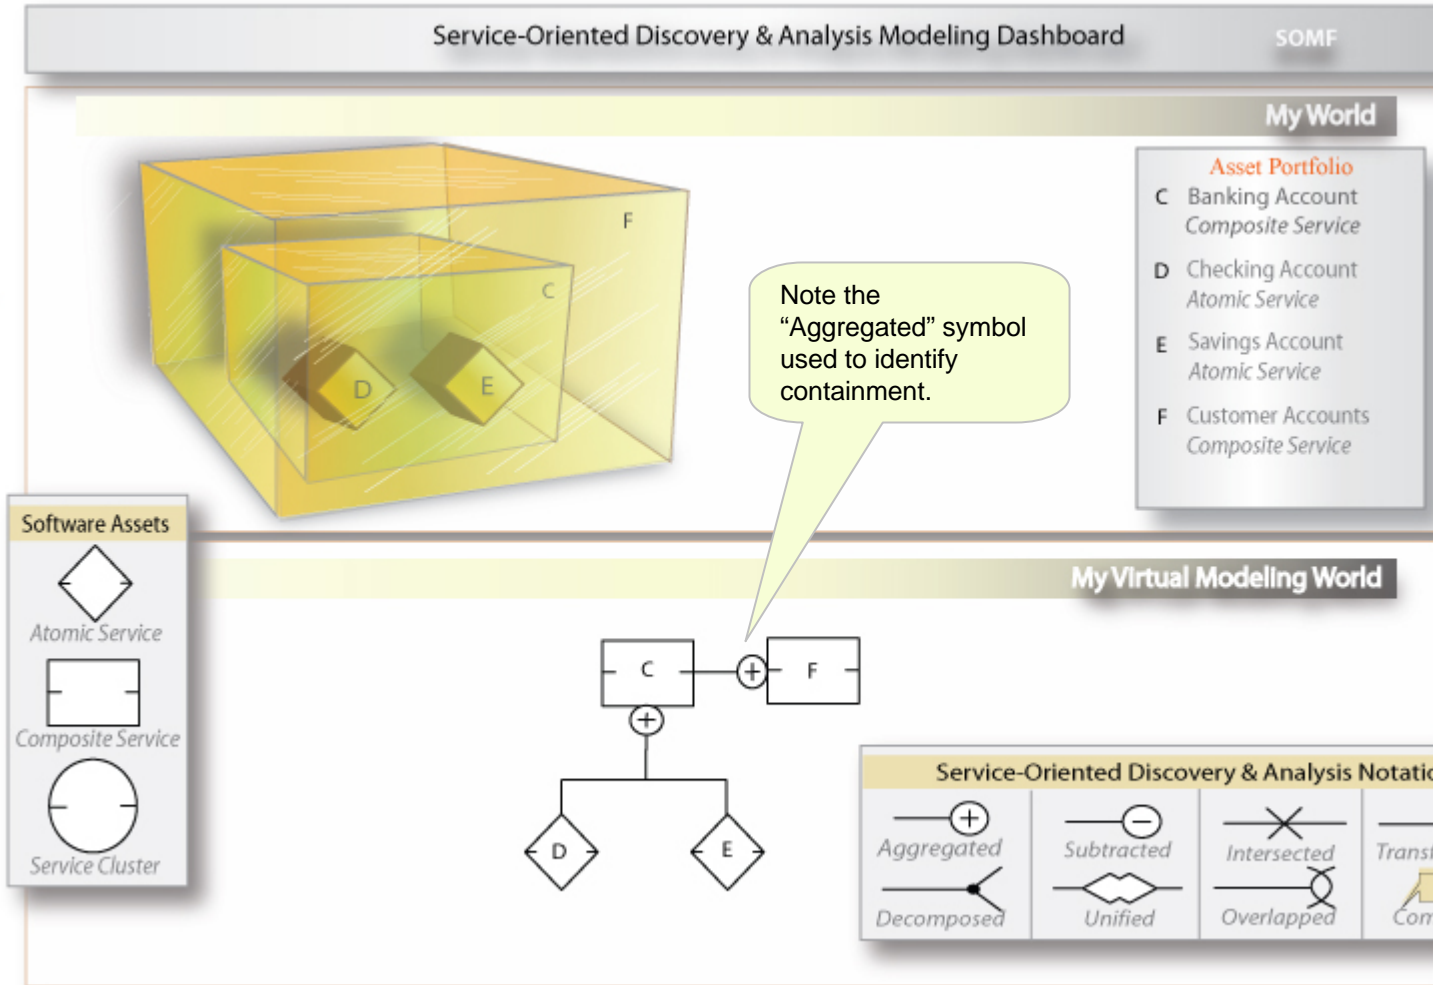 Service-Oriented Discovery & Analysis Modeling Dashboard
SOMF
My World
F
C
D
E
Note the
“Aggregated” symbol
used to identify
containment.
Asset Portfolio
C Banking Account
Composite Service
D Checking Account
Atomic Service
E Savings Account
Atomic Service
F Customer Accounts
Composite Service
Software Assets
Atomic Service
Composite Service
Service Cluster
My Virtual Modeling World
C
F
D
E
Service-Oriented Discovery & Analysis
Aggregated
Subtracted
Intersected
Decomposed
Unified
Overlapped